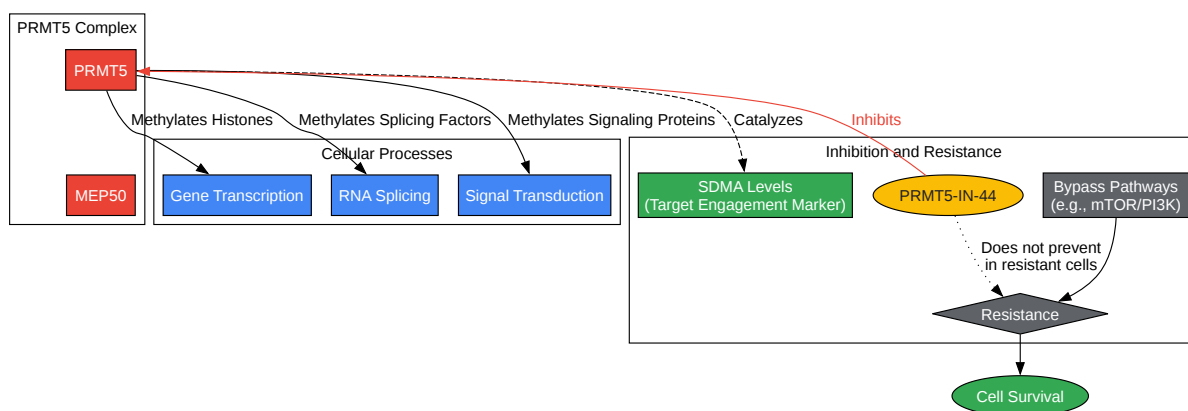 PRMT5 Complex
PRMT5
Methylates Histones
Methylates Splicing Factors
Methylates Signaling Proteins
Catalyzes
Inhibits
Cellular Processes
Inhibition and Resistance
MEP50
Gene Transcription
RNA Splicing
Signal Transduction
SDMA Levels
(Target Engagement Marker)
PRMT5-IN-44
Bypass Pathways
(e.g., mTOR/PI3K)
Does not prevent
in resistant cells
Resistance
Cell Survival